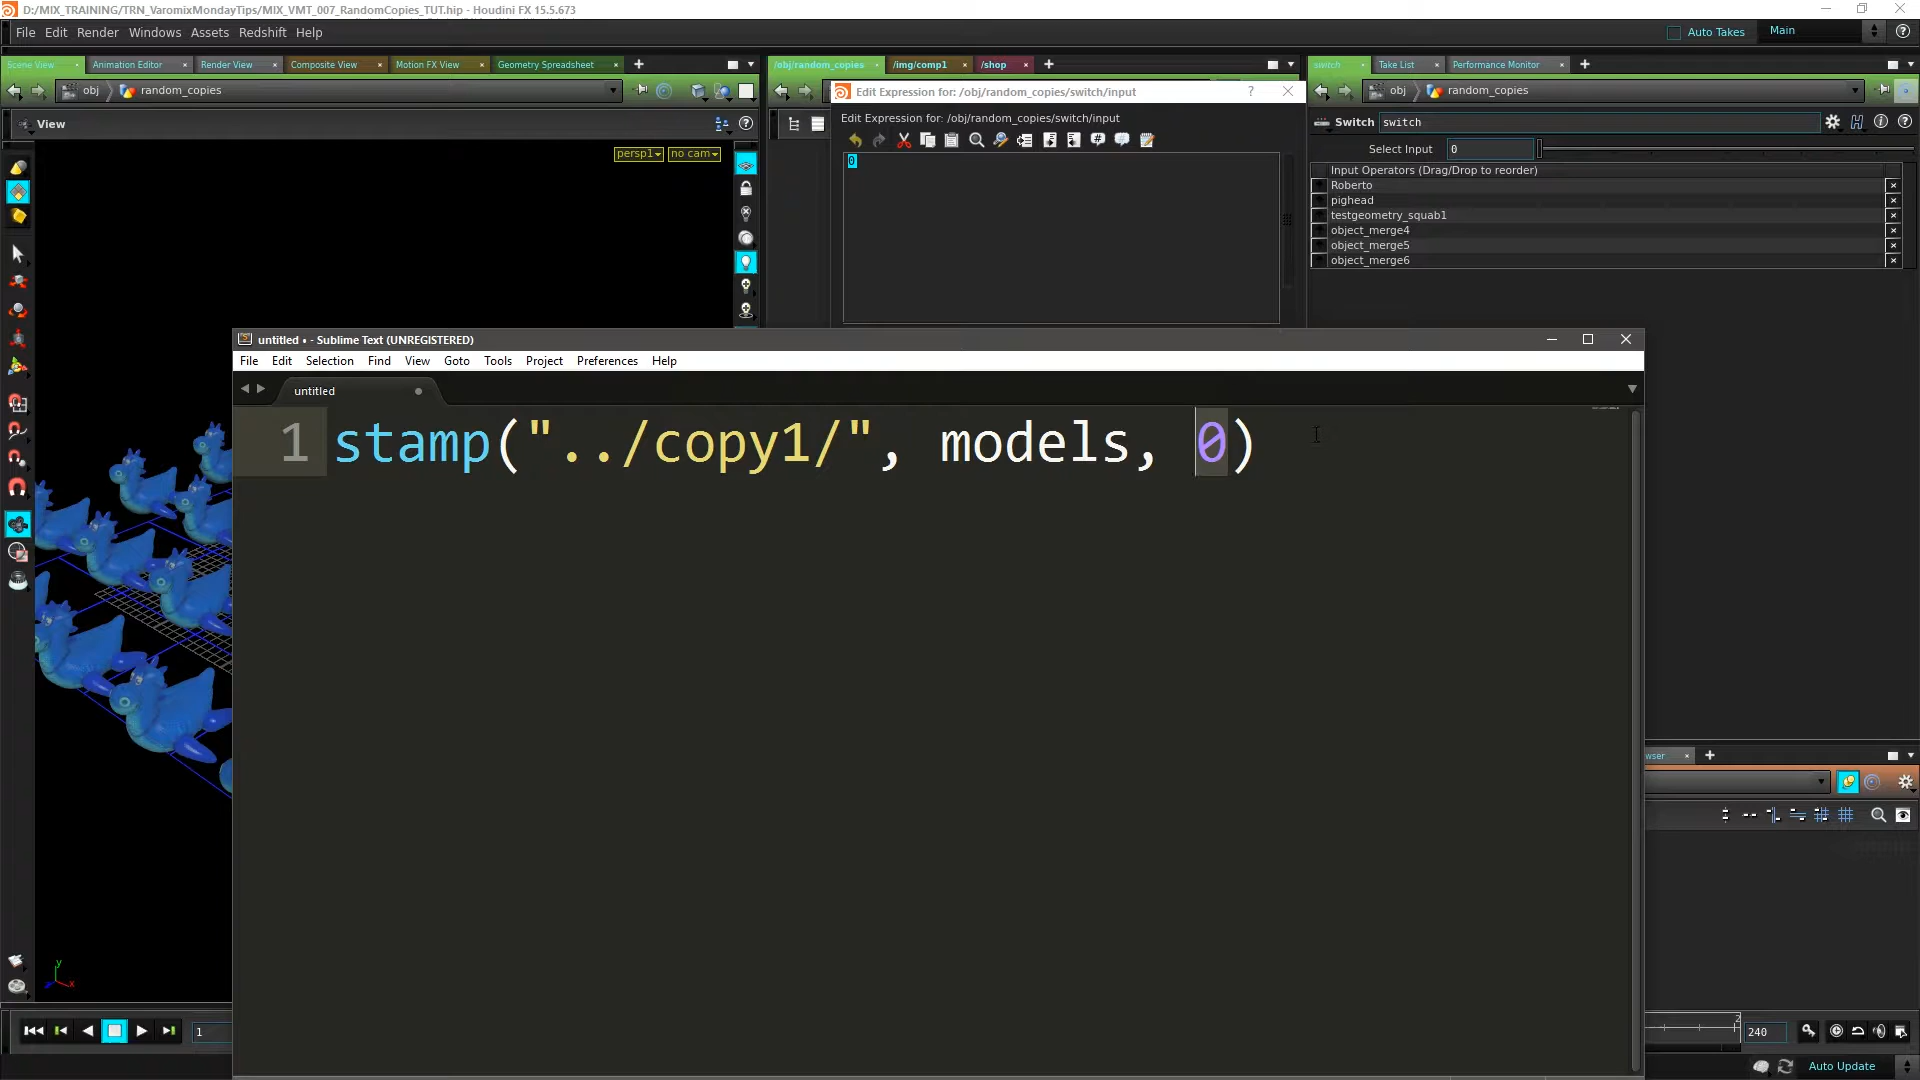 D:/MIX_TRAINING/TRN_VaromixMondayTips/MIX_VMT_007_RandomCopies_TUT.hip - Houdini FX 15.5.673
File Edit Render Windows Assets Redshift Help
Auto Takes Main
Scene View Animation Editor Render View Composite View Motion FX View Geometry Spreadsheet
/obj/random_copies /img/comp1 /shop
switch Take List Performance Monitor
obj random_copies
obj random_copies
View
persp1 no cam
Edit Expression for: /obj/random_copies/switch/input
Edit Expression for: /obj/random_copies/switch/input
0
Switch switch
Select Input 0
Input Operators (Drag/Drop to reorder)
Roberto
pighead
testgeometry_squab1
object_merge4
object_merge5
object_merge6
untitled • - Sublime Text (UNREGISTERED)
File Edit Selection Find View Goto Tools Project Preferences Help
untitled
1 stamp("../copy1/", models, 0)
wser
y
x
1
2
240
Auto Update